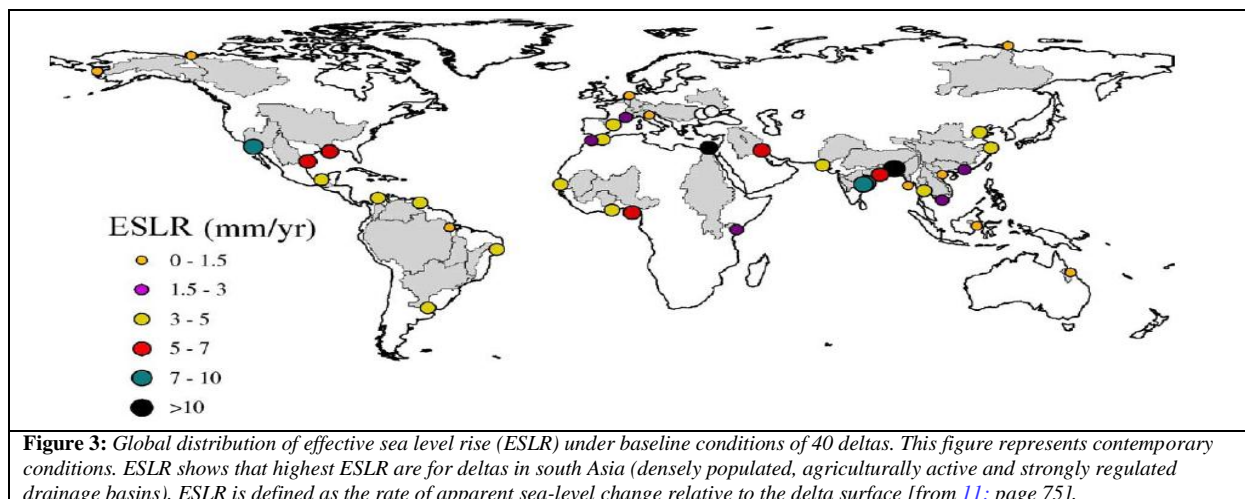 ESLR (mm/yr)
0 - 1.5
1.5 - 3
3 - 5
5 - 7
7 - 10
>10
Figure 3: Global distribution of effective sea level rise (ESLR) under baseline conditions of 40 deltas. This figure represents contemporary
conditions. ESLR shows that highest ESLR are for deltas in south Asia (densely populated, agriculturally active and strongly regulated
drainage basins). ESLR is defined as the rate of apparent sea-level change relative to the delta surface [from 11; page 75].